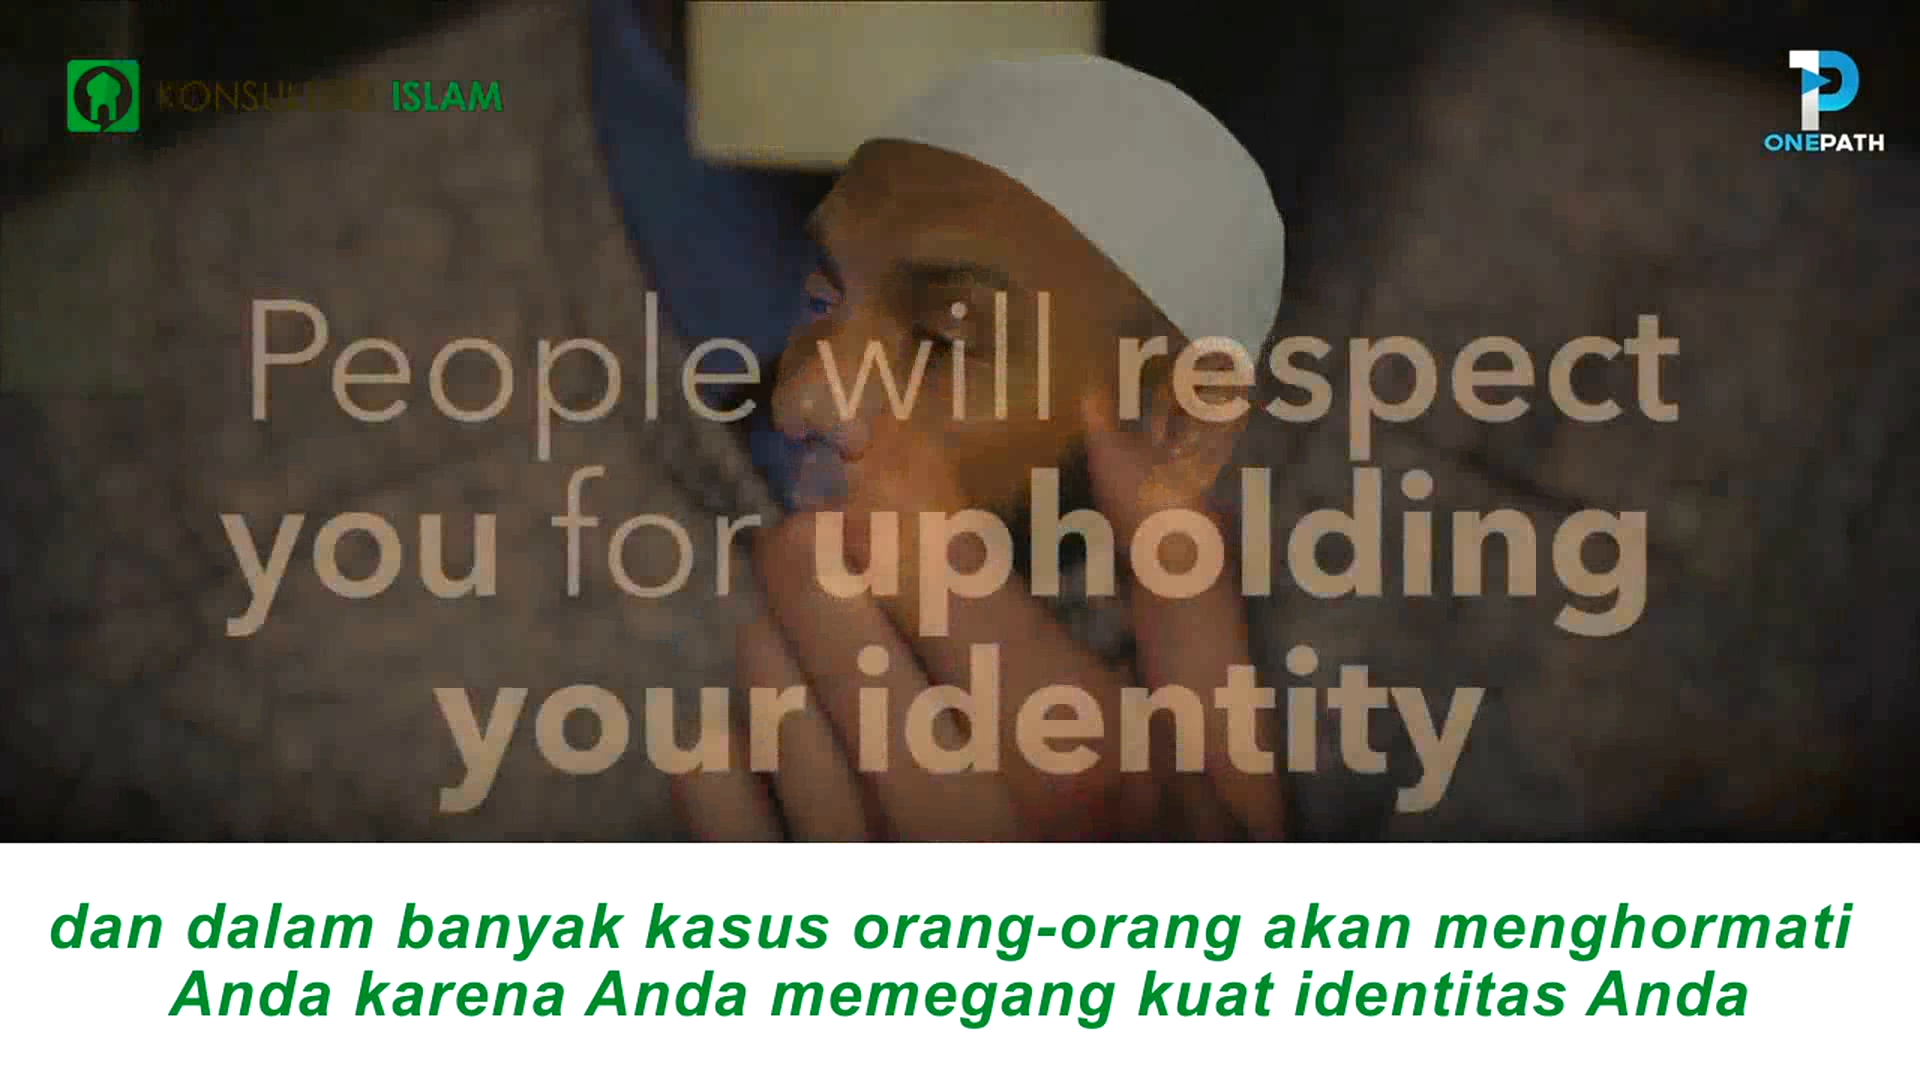 KONSULTASI ISLAM
ONEPATH
People will respect
you for upholding
your identity
dan dalam banyak kasus orang-orang akan menghormati
Anda karena Anda memegang kuat identitas Anda